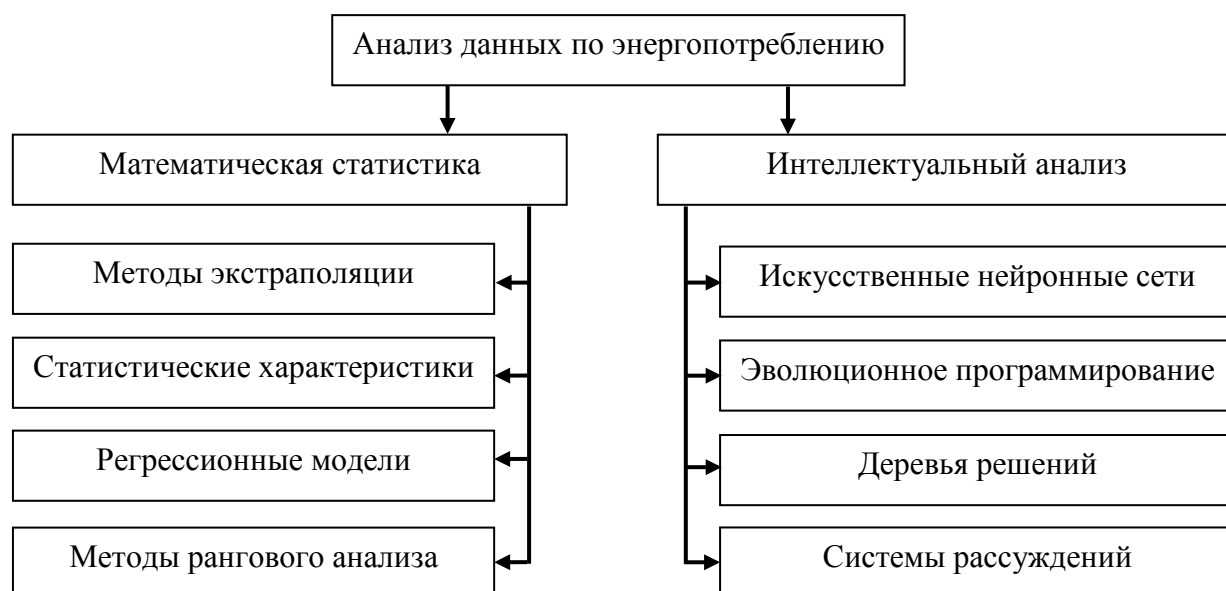 Анализ данных по энергопотреблению
Математическая статистика
Методы экстраполяции
Статистические характеристики
Регрессионные модели
Методы рангового анализа
Интеллектуальный анализ
Искусственные нейронные сети
Эволюционное программирование
Деревья решений
Системы рассуждений